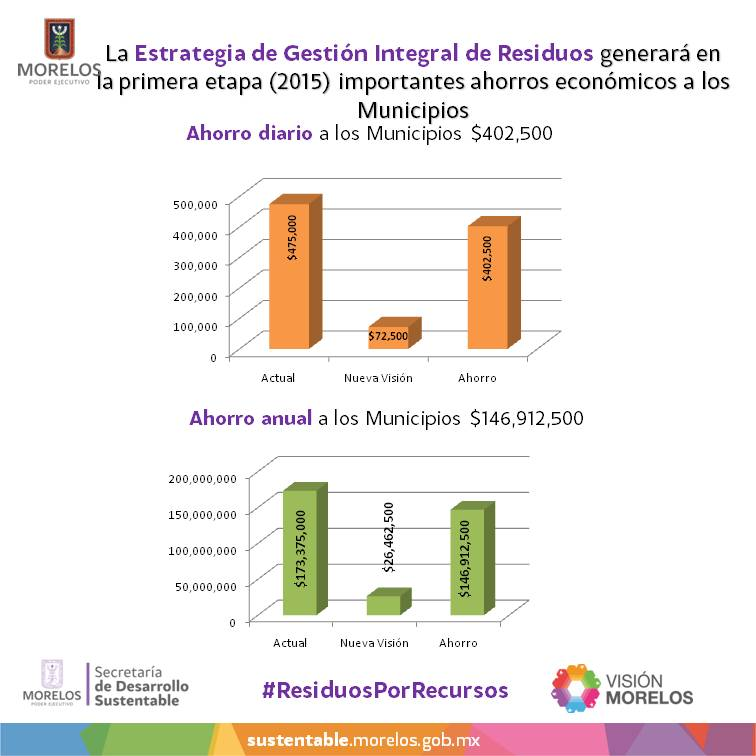 La Estrategia de Gestión Integral de Residuos generará en
la primera etapa (2015) importantes ahorros económicos a los
Municipios
MORELOS
PODER EJECUTIVO
Ahorro diario a los Municipios $402,500
500,000
400,000
300,000
200,000
100,000
0
$475,000
$72,500
$402,500
Actual Nueva Visión Ahorro
Ahorro anual a los Municipios $146,912,500
200,000,000
150,000,000
100,000,000
50,000,000
0
$173,375,000
$26,462,500
$146,912,500
Actual Nueva Visión Ahorro
MORELOS
PODER EJECUTIVO
Secretaría
de Desarrollo
Sustentable
#ResiduosPorRecursos
VISIÓN
MORELOS
sustentable.morelos.gob.mx